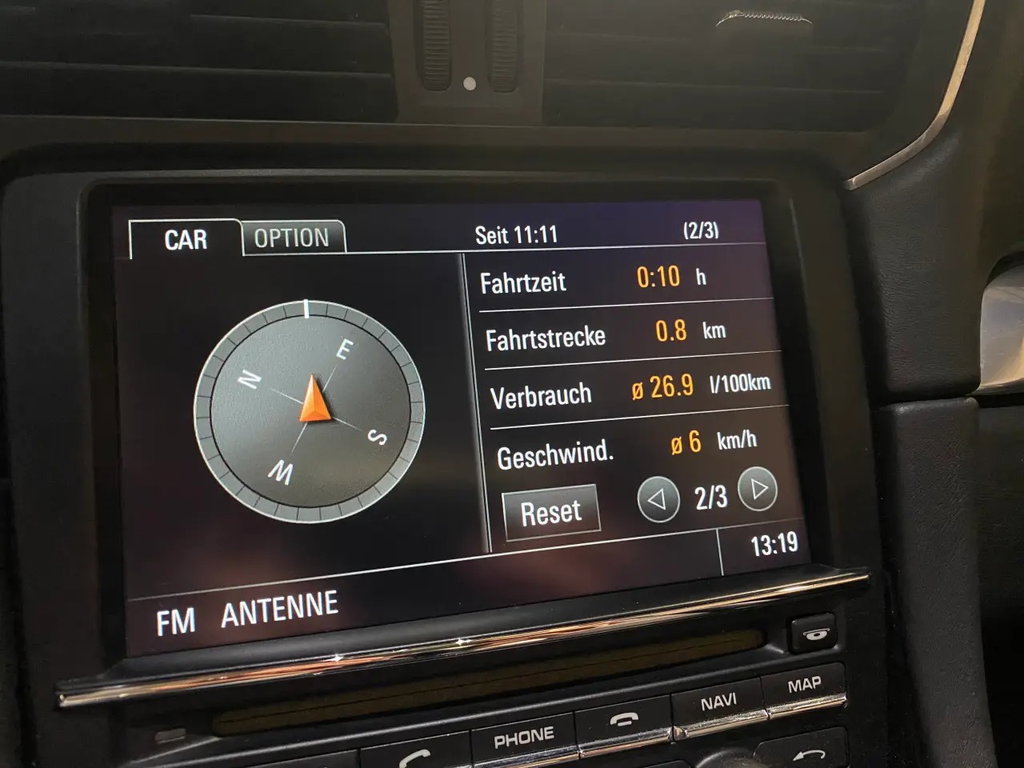 CAR OPTION Seit 11:11 (2/3)
Fahrtzeit 0:10 h
E
N
Fahrtstrecke 0.8 km
Verbrauch ø 26.9 l/100km
S
W
Geschwind. ø 6 km/h
Reset 2/3
13:19
FM ANTENNE
PHONE NAVI MAP